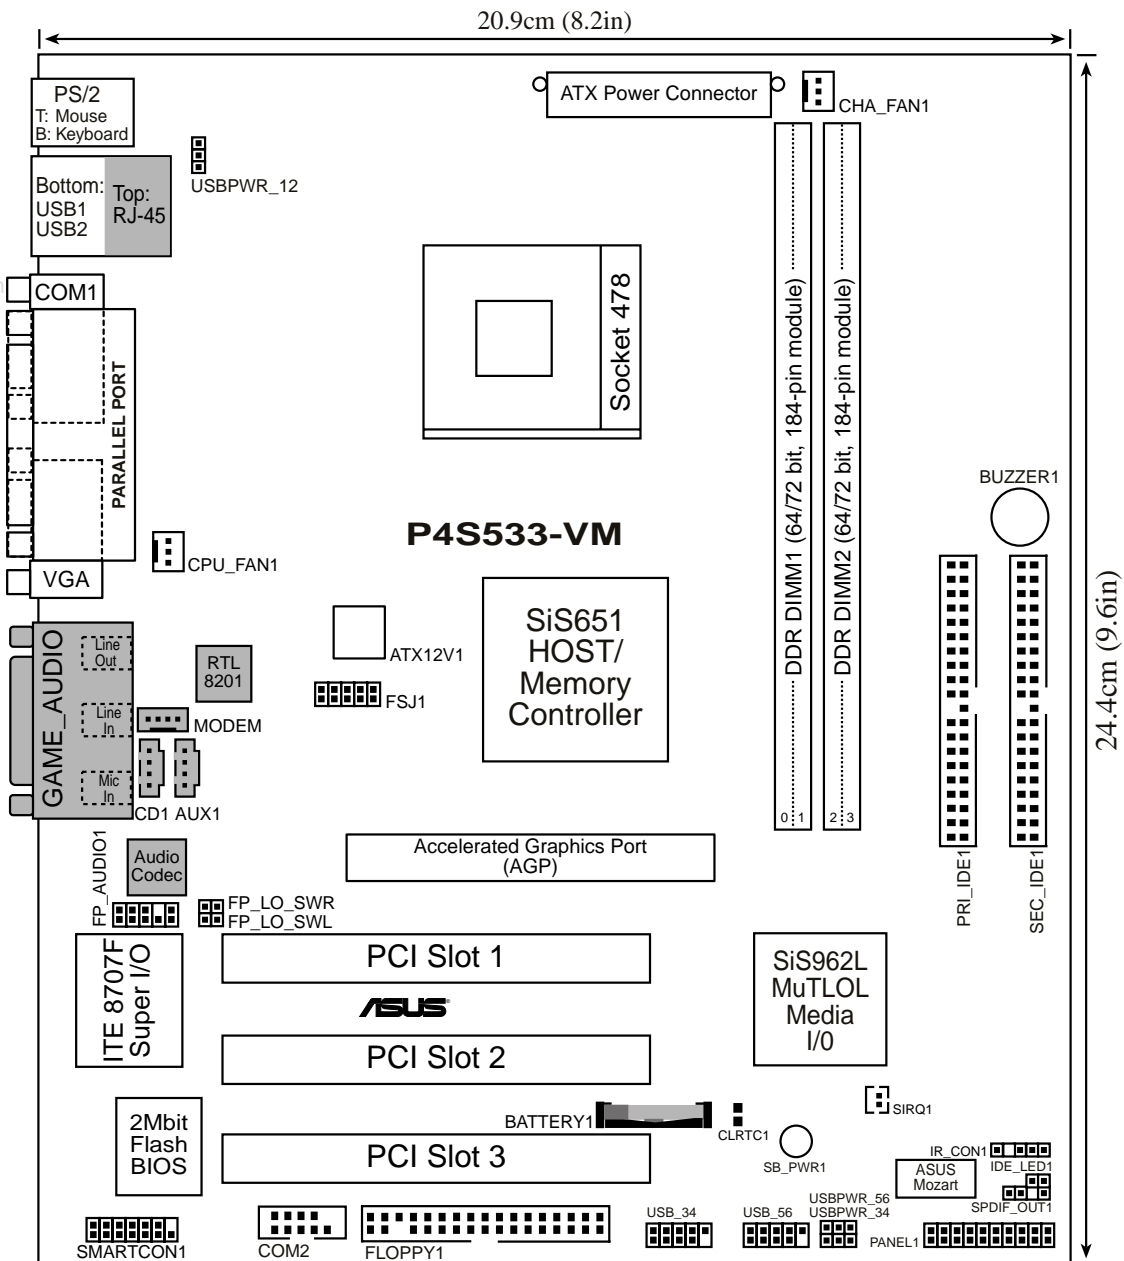 20.9cm (8.2in)
PS/2
T: Mouse
B: Keyboard
ATX Power Connector
CHA_FAN1
USBPWR_12
Bottom:
USB1
USB2
Top:
RJ-45
COM1
PARALLEL PORT
VGA
Socket 478
DDR DIMM1 (64/72 bit, 184-pin module)
DDR DIMM2 (64/72 bit, 184-pin module)
0 1
2 3
BUZZER1
24.4cm (9.6in)
P4S533-VM
CPU_FAN1
SiS651
HOST/
Memory
Controller
ATX12V1
FSJ1
GAME_AUDIO
Line
Out
Line
In
Mic
In
RTL
8201
MODEM
CD1
AUX1
PRI_IDE1
SEC_IDE1
Accelerated Graphics Port
(AGP)
FP_AUDIO1
Audio
Codec
FP_LO_SWR
FP_LO_SWL
ITE 8707F
Super I/O
PCI Slot 1
ASUS
PCI Slot 2
SiS962L
MuTLOL
Media
I/0
2Mbit
Flash
BIOS
BATTERY1
CLRTC1
SIRQ1
PCI Slot 3
SB_PWR1
IR_CON1
IDE_LED1
ASUS
Mozart
SPDIF_OUT1
SMARTCON1
COM2
FLOPPY1
USB_34
USB_56
USBPWR_56
USBPWR_34
PANEL1